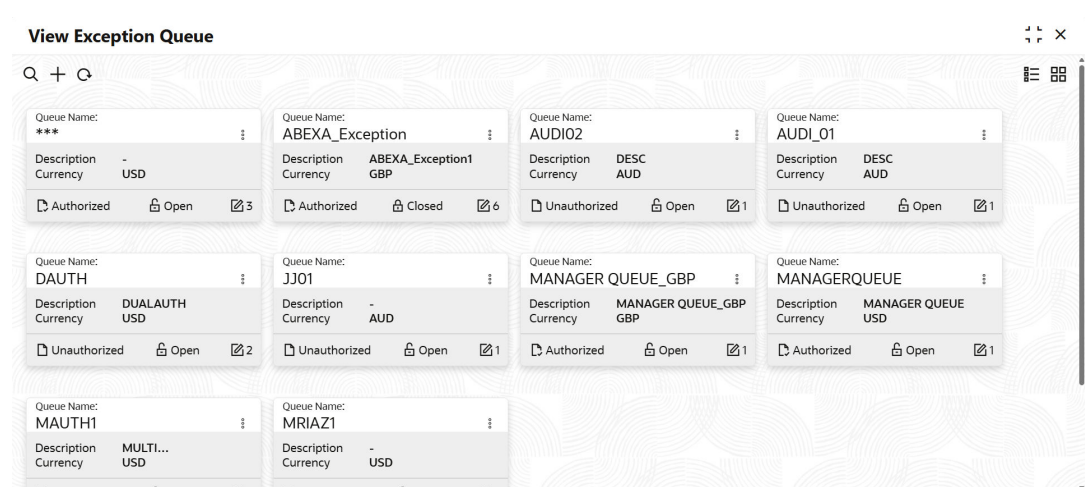 View Exception Queue
Queue Name:
***
Description -
Currency USD
Authorized Open 3
Queue Name:
ABEXA_Exception
Description ABEXA_Exception1
Currency GBP
Authorized Closed 6
Queue Name:
AUDI02
Description DESC
Currency AUD
Unauthorized Open 1
Queue Name:
AUDI_01
Description DESC
Currency AUD
Unauthorized Open 1
Queue Name:
DAUTH
Description DUALAUTH
Currency USD
Unauthorized Open 2
Queue Name:
JJ01
Description -
Currency AUD
Unauthorized Open 1
Queue Name:
MANAGER QUEUE_GBP
Description MANAGER QUEUE_GBP
Currency GBP
Authorized Open 1
Queue Name:
MANAGERQUEUE
Description MANAGER QUEUE
Currency USD
Authorized Open 1
Queue Name:
MAUTH1
Description MULTI...
Currency USD
Queue Name:
MRIAZ1
Description -
Currency USD